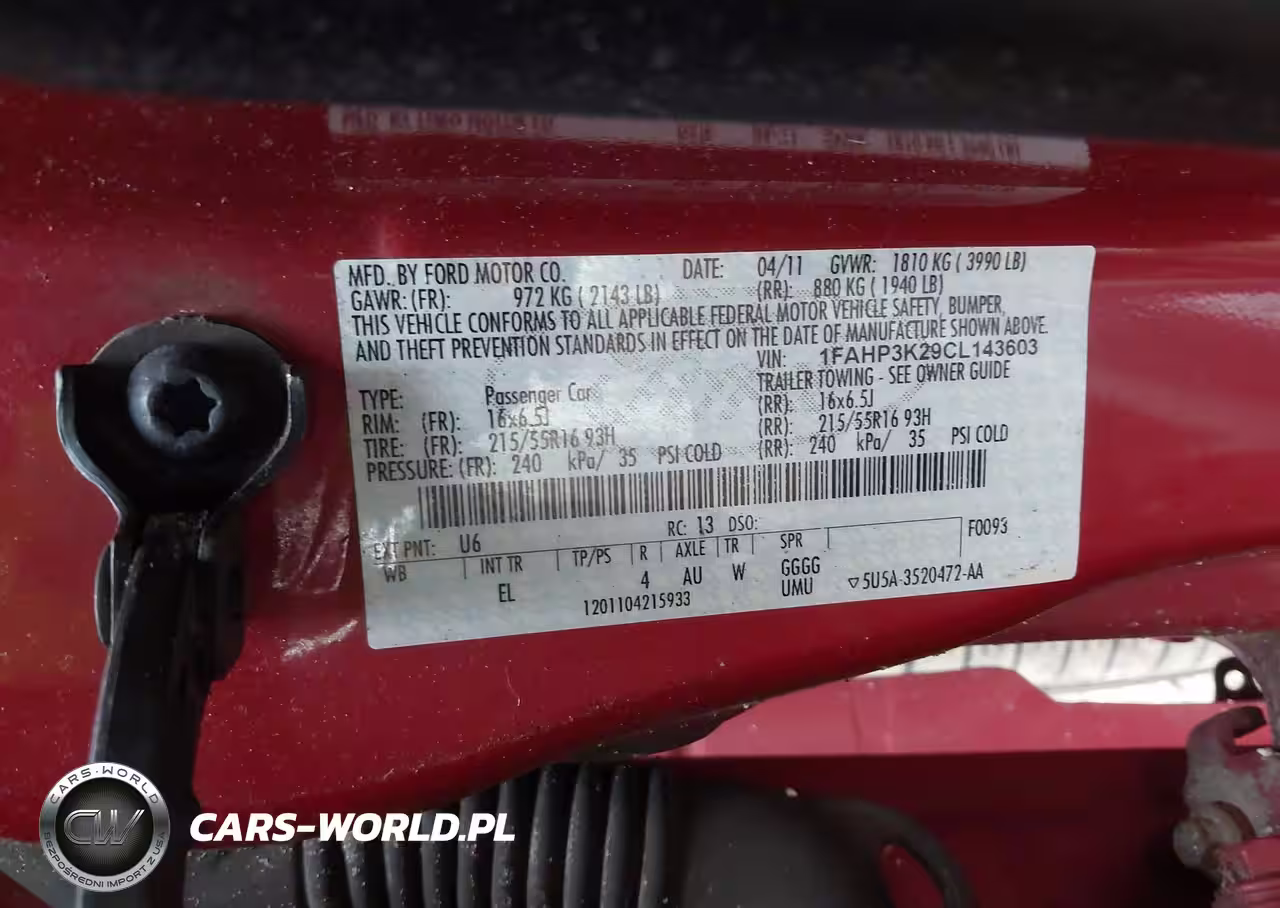 MFD. BY FORD MOTOR CO. DATE: 04/11 GVWR: 1810 KG ( 3990 LB)
GAWR: (FR): 972 KG ( 2143 LB) (RR): 880 KG ( 1940 LB)
THIS VEHICLE CONFORMS TO ALL APPLICABLE FEDERAL MOTOR VEHICLE SAFETY, BUMPER,
AND THEFT PREVENTION STANDARDS IN EFFECT ON THE DATE OF MANUFACTURE SHOWN ABOVE.
VIN: 1FAHP3K29CL143603
TYPE: Passenger Car TRAILER TOWING - SEE OWNER GUIDE
RIM: (FR): 16x6.5J (RR): 16x6.5J
TIRE: (FR): 215/55R16 93H (RR): 215/55R16 93H
PRESSURE: (FR): 240 kPa/ 35 PSI COLD (RR): 240 kPa/ 35 PSI COLD
RC: 13 DSO: F0093
EXT PNT: U6
WB INT TR TP/PS R AXLE TR SPR
EL 4 AU W GGGG
UMU
1201104215933 ▽5U5A-3520472-AA
CARS-WORLD
CW
BEZPOŚREDNI IMPORT Z USA
CARS-WORLD.PL